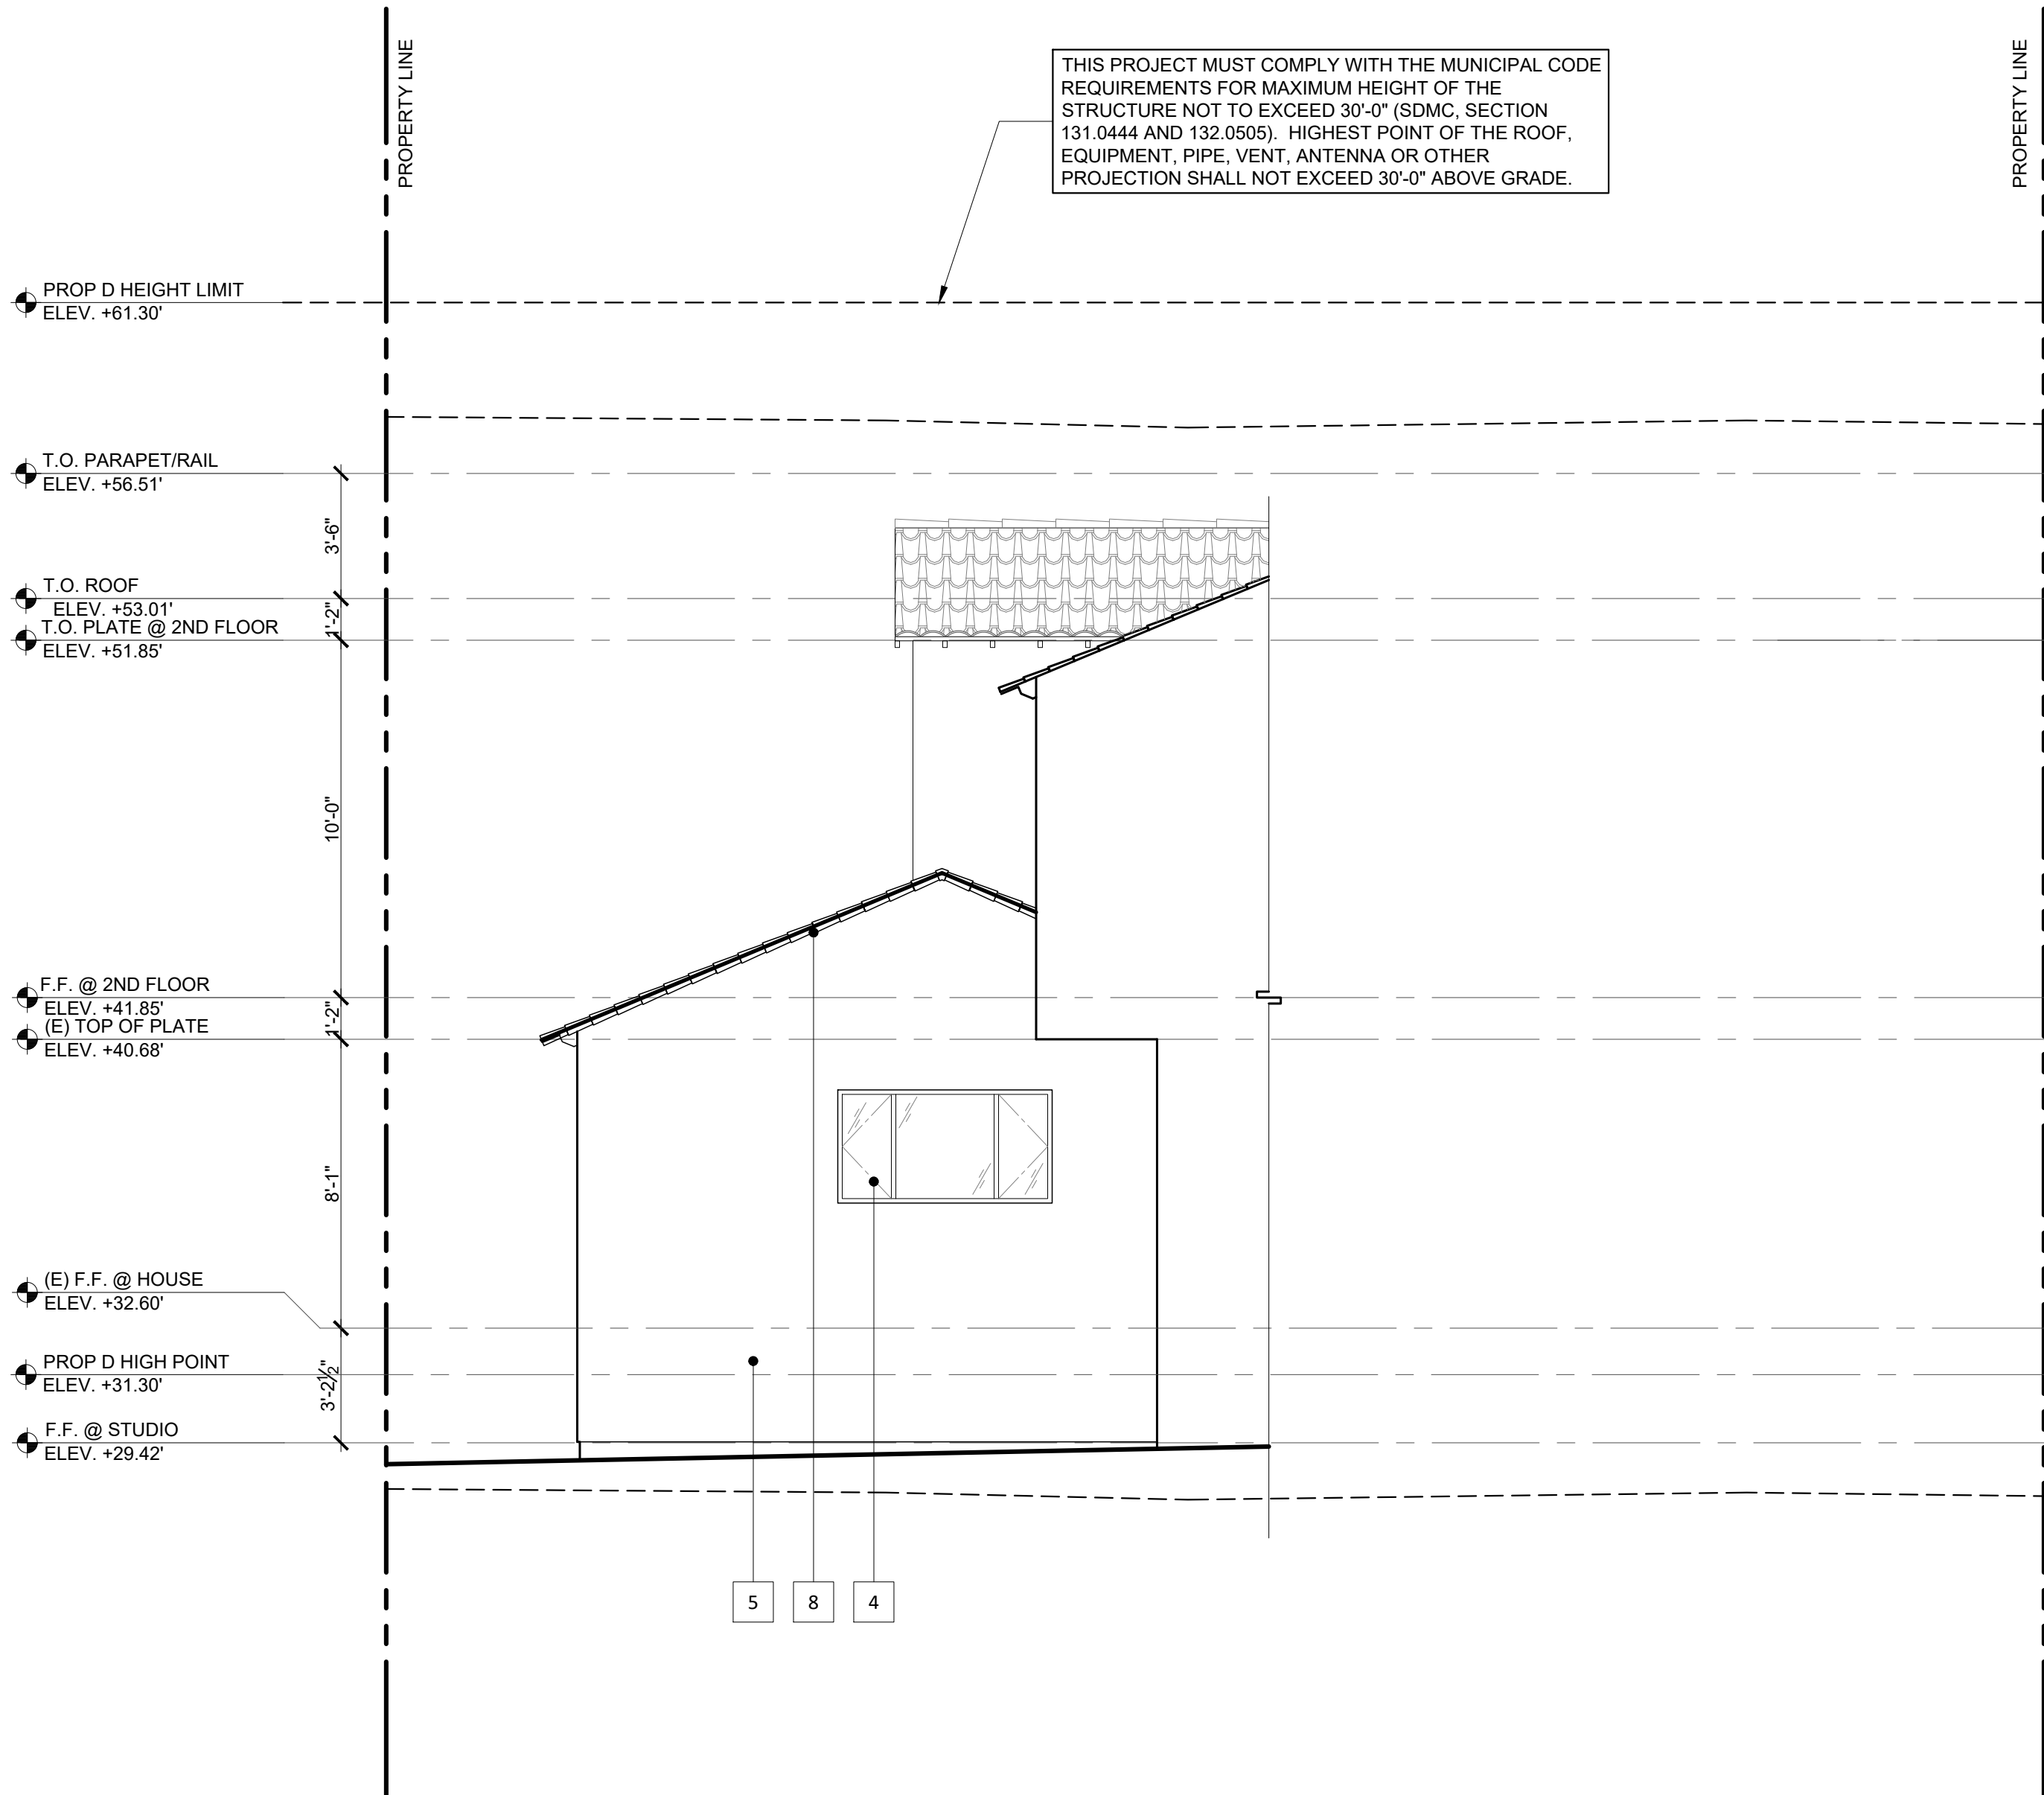 PROPERTY LINE
PROPERTY LINE
THIS PROJECT MUST COMPLY WITH THE MUNICIPAL CODE
REQUIREMENTS FOR MAXIMUM HEIGHT OF THE
STRUCTURE NOT TO EXCEED 30'-0" (SDMC, SECTION
131.0444 AND 132.0505).  HIGHEST POINT OF THE ROOF,
EQUIPMENT, PIPE, VENT, ANTENNA OR OTHER
PROJECTION SHALL NOT EXCEED 30'-0" ABOVE GRADE.
PROP D HEIGHT LIMIT
ELEV. +61.30'
T.O. PARAPET/RAIL
ELEV. +56.51'
3'-6"
T.O. ROOF
ELEV. +53.01'
1'-2"
T.O. PLATE @ 2ND FLOOR
ELEV. +51.85'
10'-0"
F.F. @ 2ND FLOOR
ELEV. +41.85'
1'-2"
(E) TOP OF PLATE
ELEV. +40.68'
8'-1"
(E) F.F. @ HOUSE
ELEV. +32.60'
PROP D HIGH POINT
ELEV. +31.30'
3'-2½"
F.F. @ STUDIO
ELEV. +29.42'
5
8
4